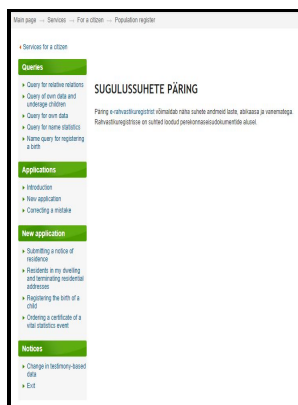 Main page → Services → For a citizen → Population register
Services for a citizen
Queries
Query for relative relations
Query of own data and
underage children
Query for own data
Query for name statistics
Name query for registering
a birth
Applications
Introduction
New application
Correcting a mistake
New application
Submitting a notice of
residence
Residents in my dwelling
and terminating residential
addresses
Registering the birth of a
child
Ordering a certificate of a
vital statistics event
Notices
Change in testimony-based
data
Exit
SUGULUSSUHETE PÄRING
Päring e-rahvastikuregistrist võimaldab näha suhete andmeid laste, abikaasa ja vanematega.
Rahvastikuregistrisse on suhted loodud perekonnaseisudokumentide alusel.